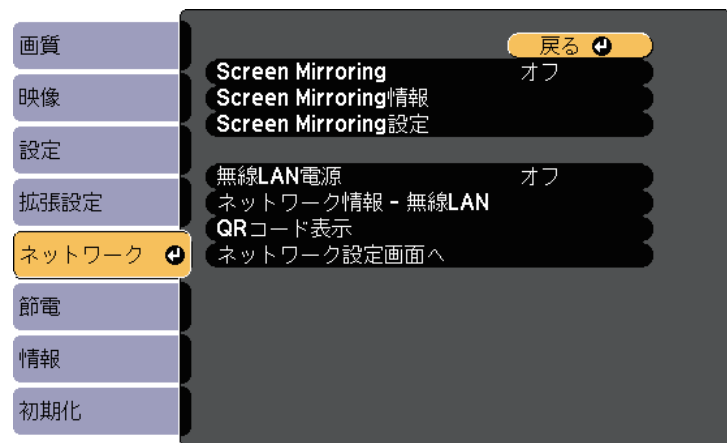 画質
映像
設定
拡張設定
ネットワーク
節電
情報
初期化
戻る
Screen Mirroring オフ
Screen Mirroring情報
Screen Mirroring設定
無線LAN電源 オフ
ネットワーク情報 - 無線LAN
QRコード表示
ネットワーク設定画面へ